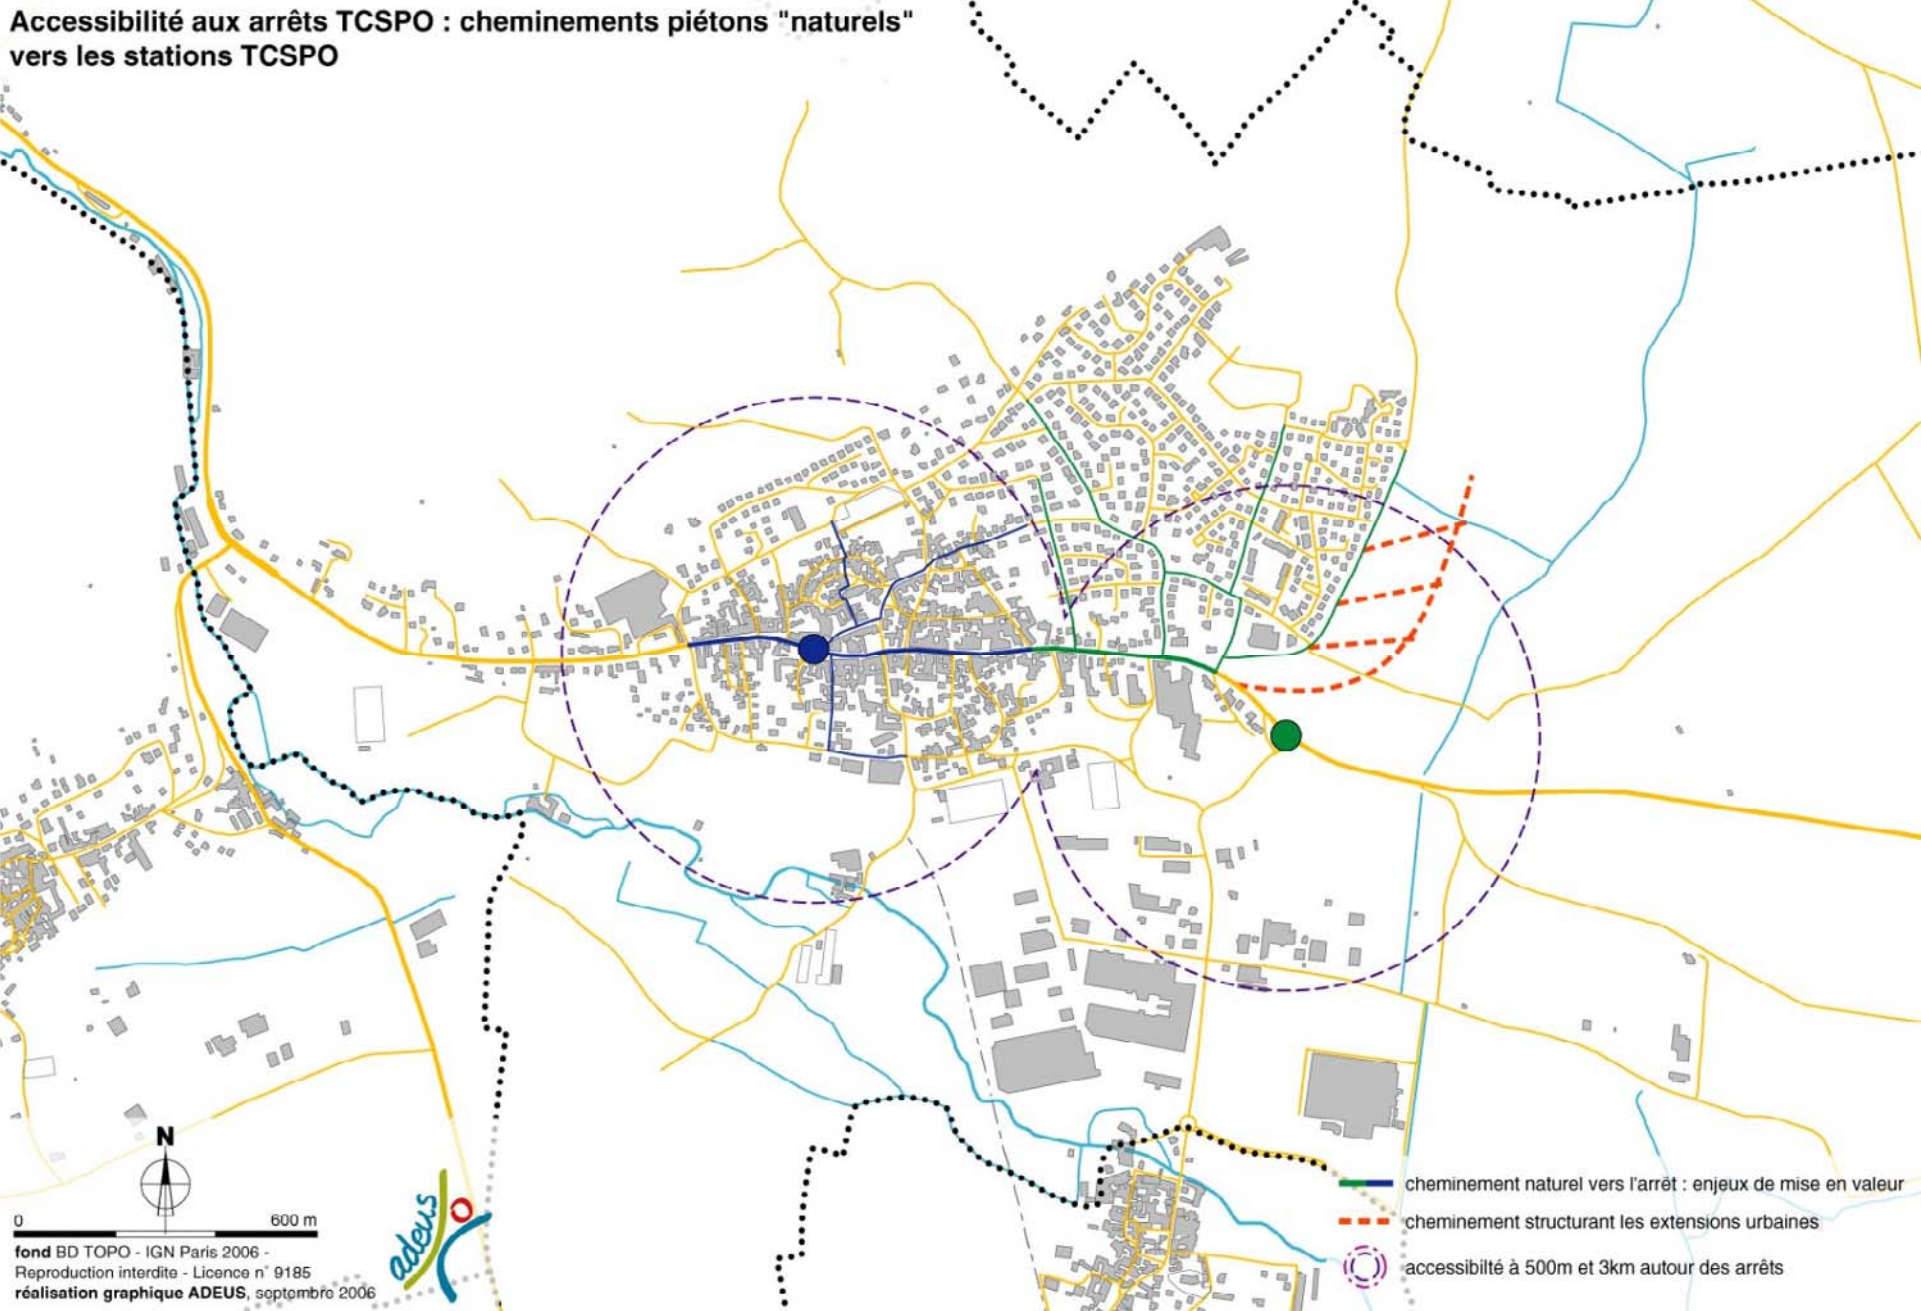 Accessibilité aux arrêts TCSPO : cheminements piétons "naturels"
vers les stations TCSPO
N
0 600 m
fond BD TOPO - IGN Paris 2006 -
Reproduction interdite - Licence n° 9185
réalisation graphique ADEUS, septembre 2006
adeus
cheminement naturel vers l'arrêt : enjeux de mise en valeur
cheminement structurant les extensions urbaines
accessibilté à 500m et 3km autour des arrêts